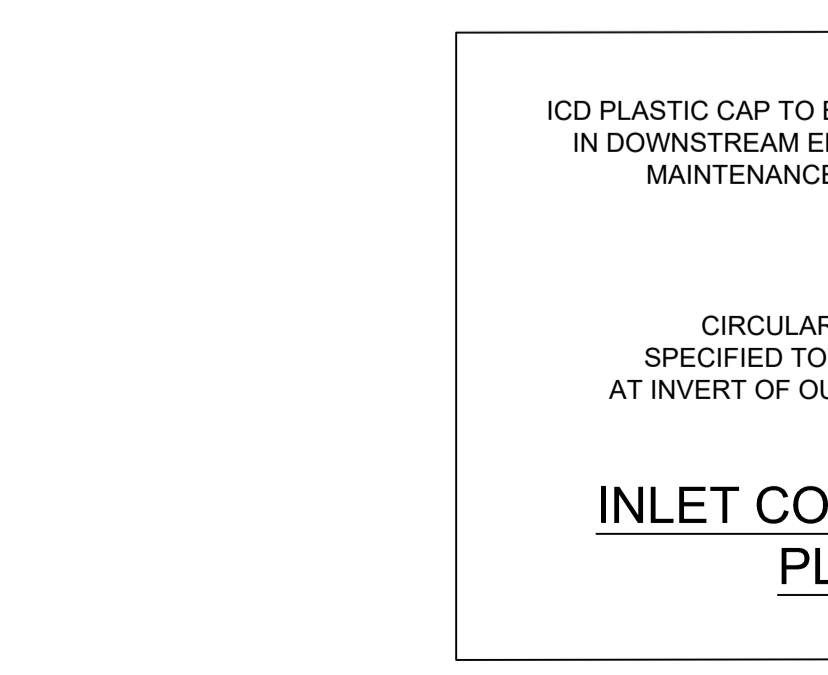 ICD PLASTIC CAP TO
IN DOWNSTREAM
MAINTENANCE
CIRCULAR
SPECIFIED TO
AT INVERT OF
INLET CO
PL